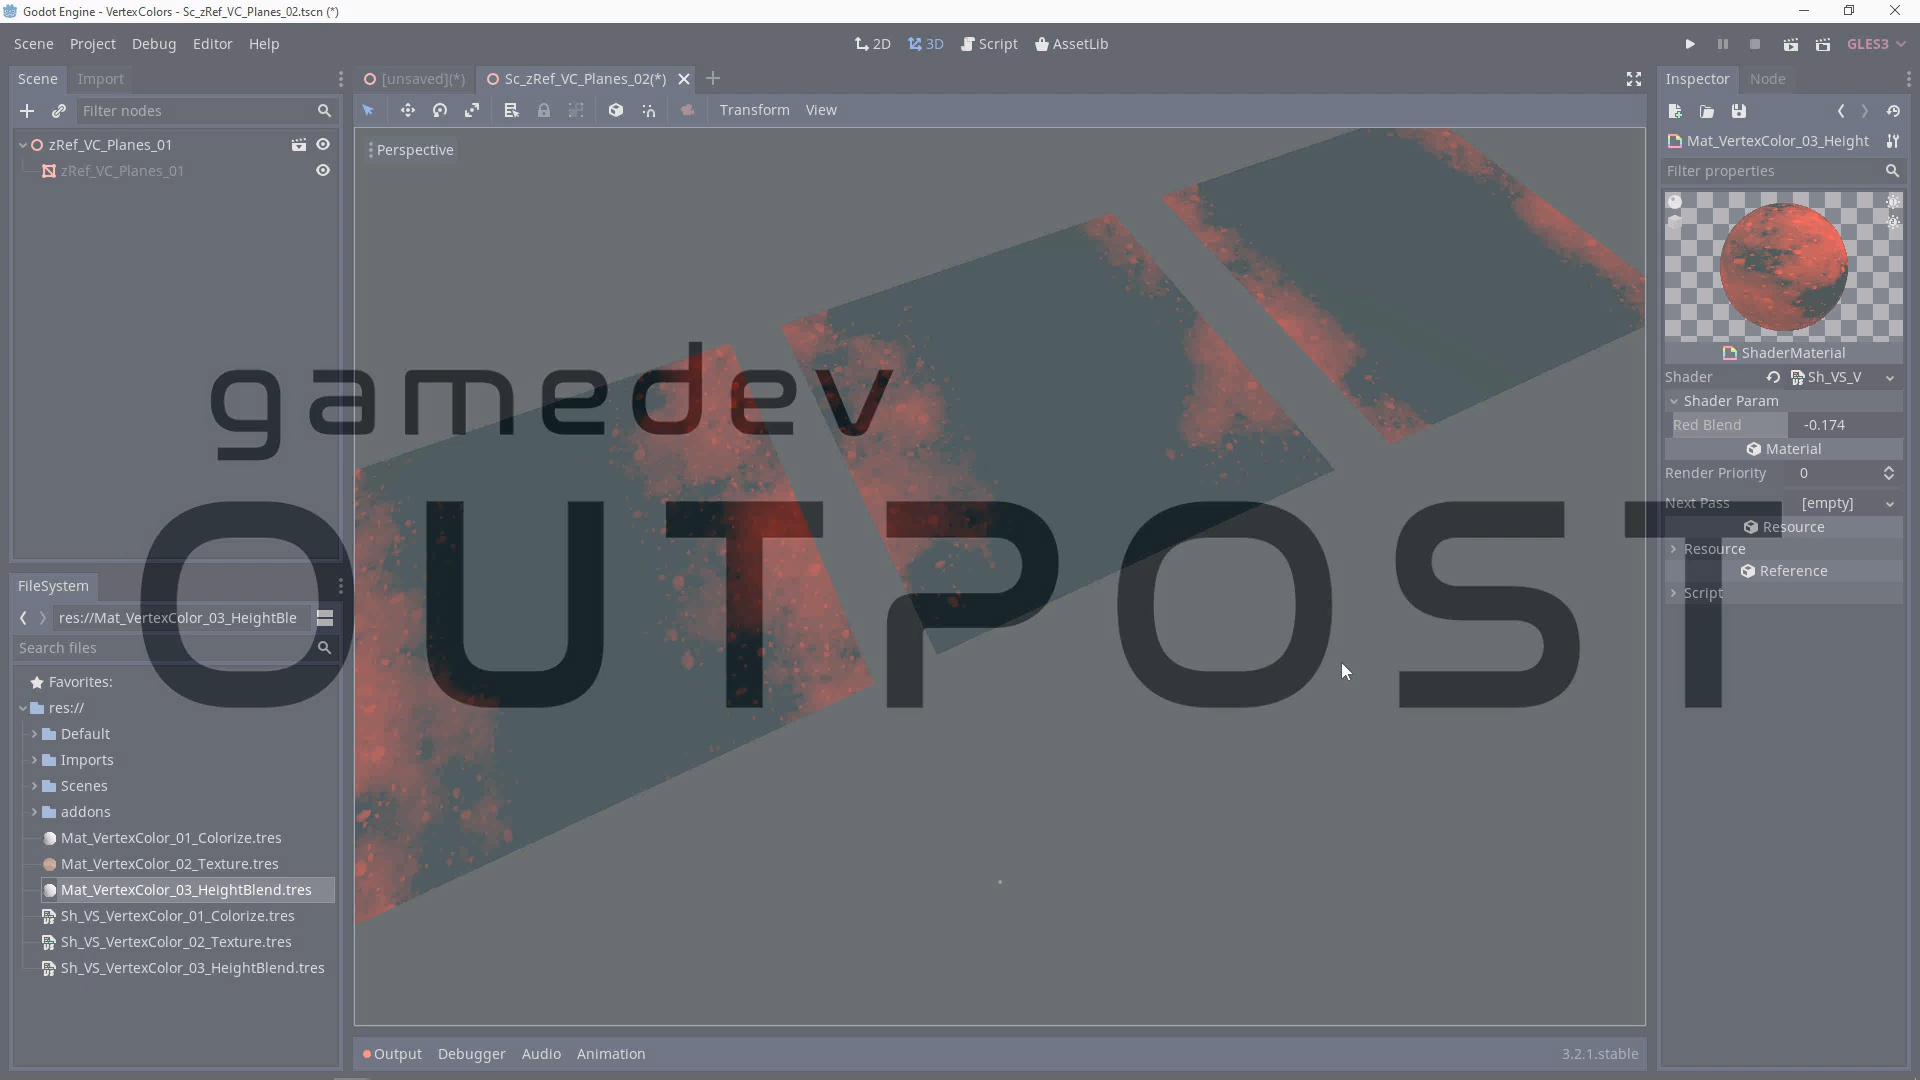 Godot Engine - VertexColors - Sc_zRef_VC_Planes_02.tscn (*)
Scene Project Debug Editor Help
2D 3D Script AssetLib
GLES3
Scene Import
[unsaved](*) Sc_zRef_VC_Planes_02(*)
Inspector Node
Filter nodes
Transform View
zRef_VC_Planes_01
zRef_VC_Planes_01
Perspective
Mat_VertexColor_03_Height
Filter properties
ShaderMaterial
Shader Sh_VS_V
Shader Param
Red Blend -0.174
Material
Render Priority 0
Next Pass [empty]
Resource
Resource
Reference
Script
gamedev
OUTPOST
FileSystem
res://Mat_VertexColor_03_HeightBle
Search files
Favorites:
res://
Default
Imports
Scenes
addons
Mat_VertexColor_01_Colorize.tres
Mat_VertexColor_02_Texture.tres
Mat_VertexColor_03_HeightBlend.tres
Sh_VS_VertexColor_01_Colorize.tres
Sh_VS_VertexColor_02_Texture.tres
Sh_VS_VertexColor_03_HeightBlend.tres
Output Debugger Audio Animation
3.2.1.stable